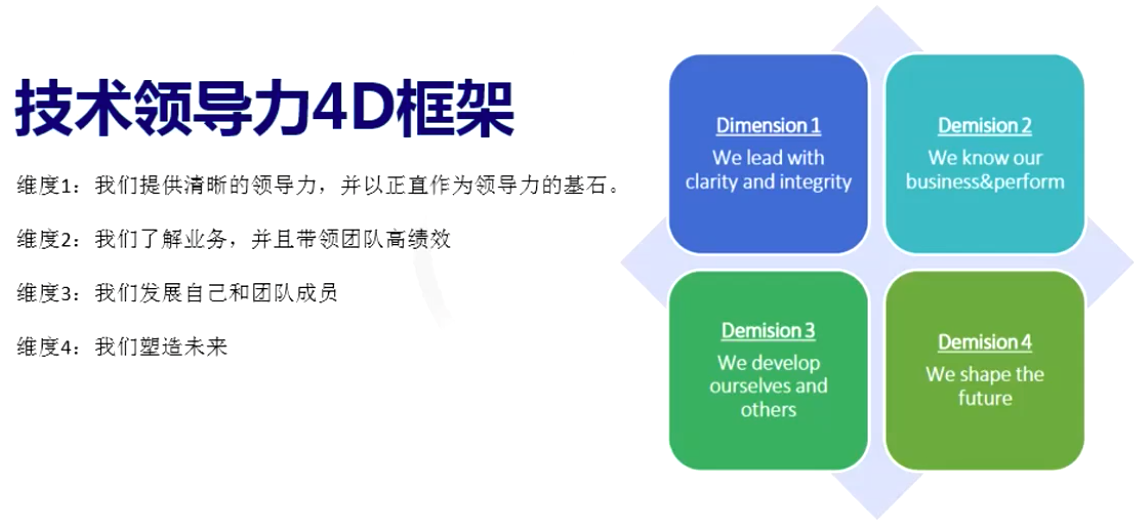 技术领导力4D框架
维度1：我们提供清晰的领导力，并以正直作为领导力的基石。
维度2：我们了解业务，并且带领团队高绩效
维度3：我们发展自己和团队成员
维度4：我们塑造未来
Dimension 1
We lead with
clarity and integrity
Demision 2
We know our
business&perform
Demision 3
We develop
ourselves and
others
Demision 4
We shape the
future